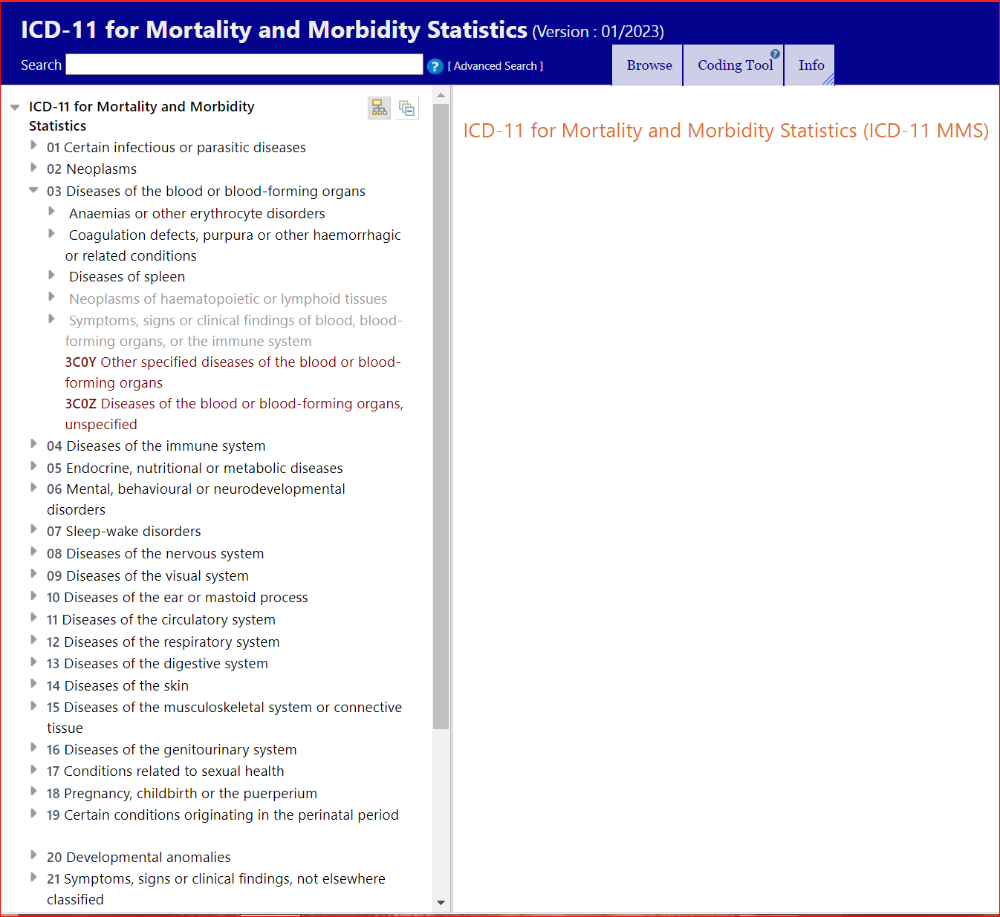 ICD-11 for Mortality and Morbidity Statistics (Version : 01/2023)
Search ? [ Advanced Search ]
Browse
Coding Tool ?
Info
ICD-11 for Mortality and Morbidity
Statistics
01 Certain infectious or parasitic diseases
02 Neoplasms
03 Diseases of the blood or blood-forming organs
Anaemias or other erythrocyte disorders
Coagulation defects, purpura or other haemorrhagic
or related conditions
Diseases of spleen
Neoplasms of haematopoietic or lymphoid tissues
Symptoms, signs or clinical findings of blood, blood-
forming organs, or the immune system
3C0Y Other specified diseases of the blood or blood-
forming organs
3C0Z Diseases of the blood or blood-forming organs,
unspecified
04 Diseases of the immune system
05 Endocrine, nutritional or metabolic diseases
06 Mental, behavioural or neurodevelopmental
disorders
07 Sleep-wake disorders
08 Diseases of the nervous system
09 Diseases of the visual system
10 Diseases of the ear or mastoid process
11 Diseases of the circulatory system
12 Diseases of the respiratory system
13 Diseases of the digestive system
14 Diseases of the skin
15 Diseases of the musculoskeletal system or connective
tissue
16 Diseases of the genitourinary system
17 Conditions related to sexual health
18 Pregnancy, childbirth or the puerperium
19 Certain conditions originating in the perinatal period
20 Developmental anomalies
21 Symptoms, signs or clinical findings, not elsewhere
classified
ICD-11 for Mortality and Morbidity Statistics (ICD-11 MMS)